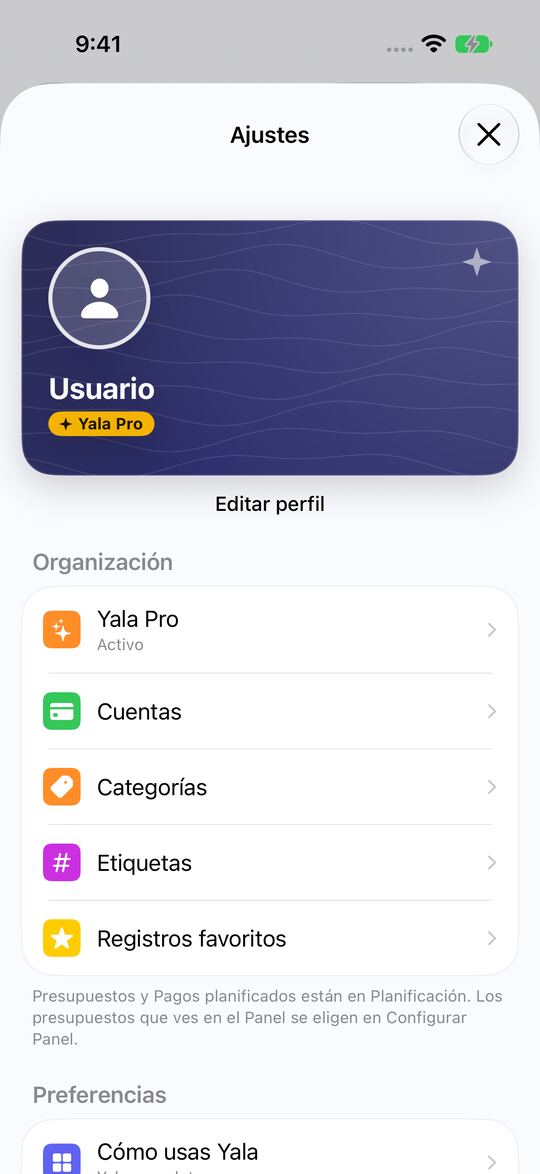 9:41
Ajustes
Usuario
Yala Pro
Editar perfil
Organización
Yala Pro
Activo
Cuentas
Categorías
#
Etiquetas
Registros favoritos
Presupuestos y Pagos planificados están en Planificación. Los
presupuestos que ves en el Panel se eligen en Configurar
Panel.
Preferencias
Cómo usas Yala